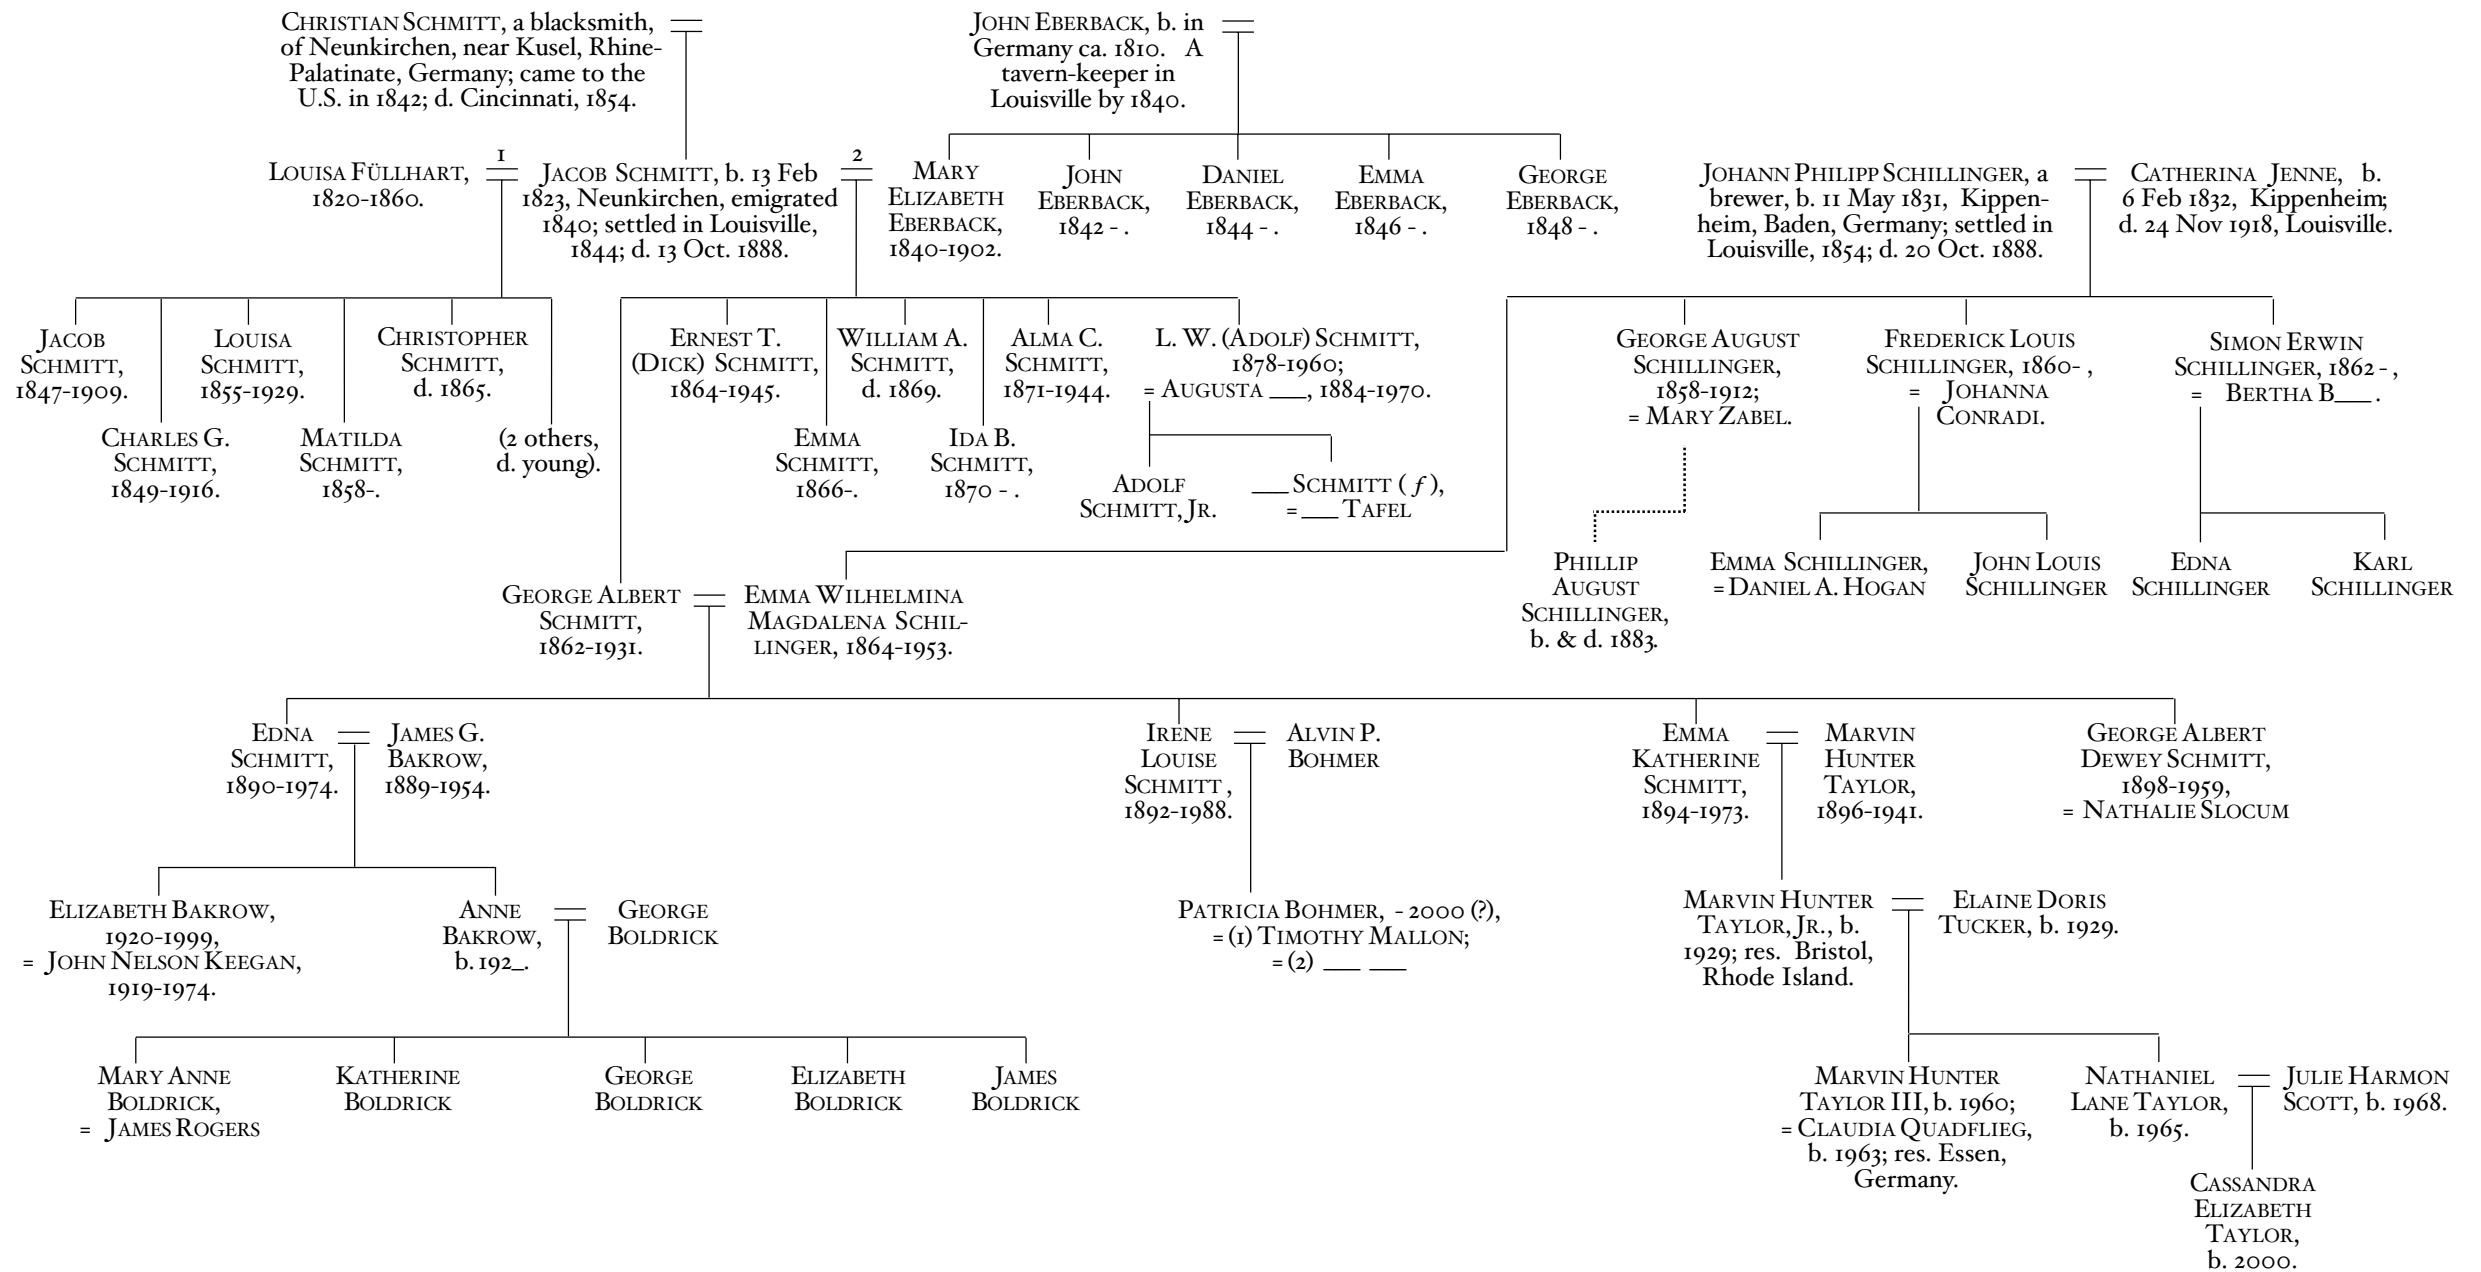 CHRISTIAN SCHMITT, a blacksmith,
of Neunkirchen, near Kusel, Rhine-
Palatinate, Germany; came to the
U.S. in 1842; d. Cincinnati, 1854.
JOHN EBERBACK, b. in
Germany ca. 1810. A
tavern-keeper in
Louisville by 1840.
LOUISA FÜLLHART,
1820-1860.
1
JACOB SCHMITT, b. 13 Feb
1823, Neunkirchen, emigrated
1840; settled in Louisville,
1844; d. 13 Oct. 1888.
2
MARY
ELIZABETH
EBERBACK,
1840-1902.
JOHN
EBERBACK,
1842 - .
DANIEL
EBERBACK,
1844 - .
EMMA
EBERBACK,
1846 - .
GEORGE
EBERBACK,
1848 - .
JOHANN PHILIPP SCHILLINGER, a
brewer, b. 11 May 1831, Kippen-
heim, Baden, Germany; settled in
Louisville, 1854; d. 20 Oct. 1888.
CATHERINA JENNE, b.
6 Feb 1832, Kippenheim;
d. 24 Nov 1918, Louisville.
JACOB
SCHMITT,
1847-1909.
CHARLES G.
SCHMITT,
1849-1916.
LOUISA
SCHMITT,
1855-1929.
MATILDA
SCHMITT,
1858-.
CHRISTOPHER
SCHMITT,
d. 1865.
(2 others,
d. young).
ERNEST T.
(DICK) SCHMITT,
1864-1945.
EMMA
SCHMITT,
1866-.
WILLIAM A.
SCHMITT,
d. 1869.
IDA B.
SCHMITT,
1870 - .
ALMA C.
SCHMITT,
1871-1944.
L. W. (ADOLF) SCHMITT,
1878-1960;
= AUGUSTA ___, 1884-1970.
ADOLF
SCHMITT, JR.
___ SCHMITT ( f ),
= ___ TAFEL
GEORGE AUGUST
SCHILLINGER,
1858-1912;
= MARY ZABEL.
FREDERICK LOUIS
SCHILLINGER, 1860- ,
= JOHANNA
CONRADI.
SIMON ERWIN
SCHILLINGER, 1862 - ,
= BERTHA B___ .
PHILLIP
AUGUST
SCHILLINGER,
b. & d. 1883.
EMMA SCHILLINGER,
= DANIEL A. HOGAN
JOHN LOUIS
SCHILLINGER
EDNA
SCHILLINGER
KARL
SCHILLINGER
GEORGE ALBERT
SCHMITT,
1862-1931.
EMMA WILHELMINA
MAGDALENA SCHIL-
LINGER, 1864-1953.
EDNA
SCHMITT,
1890-1974.
JAMES G.
BAKROW,
1889-1954.
IRENE
LOUISE
SCHMITT ,
1892-1988.
ALVIN P.
BOHMER
EMMA
KATHERINE
SCHMITT,
1894-1973.
MARVIN
HUNTER
TAYLOR,
1896-1941.
GEORGE ALBERT
DEWEY SCHMITT,
1898-1959,
= NATHALIE SLOCUM
ELIZABETH BAKROW,
1920-1999,
= JOHN NELSON KEEGAN,
1919-1974.
ANNE
BAKROW,
b. 192_.
GEORGE
BOLDRICK
PATRICIA BOHMER, - 2000 (?),
= (1) TIMOTHY MALLON;
= (2) ___ ___
MARVIN HUNTER
TAYLOR, JR., b.
1929; res. Bristol,
Rhode Island.
ELAINE DORIS
TUCKER, b. 1929.
MARY ANNE
BOLDRICK,
= JAMES ROGERS
KATHERINE
BOLDRICK
GEORGE
BOLDRICK
ELIZABETH
BOLDRICK
JAMES
BOLDRICK
MARVIN HUNTER
TAYLOR III, b. 1960;
= CLAUDIA QUADFLIEG,
b. 1963; res. Essen,
Germany.
NATHANIEL
LANE TAYLOR,
b. 1965.
JULIE HARMON
SCOTT, b. 1968.
CASSANDRA
ELIZABETH
TAYLOR,
b. 2000.